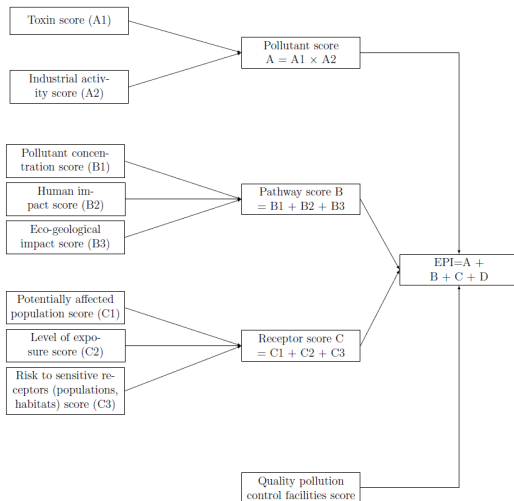 Toxin score (A1)
Industrial activ-
ity score (A2)
Pollutant score
A = A1 × A2
Pollutant concen-
tration score (B1)
Human im-
pact score (B2)
Eco-geological
impact score (B3)
Pathway score B
= B1 + B2 + B3
EPI=A +
B + C + D
Potentially affected
population score (C1)
Level of expo-
sure score (C2)
Risk to sensitive re-
ceptors (populations,
habitats) score (C3)
Receptor score C
= C1 + C2 + C3
Quality pollution
control facilities score